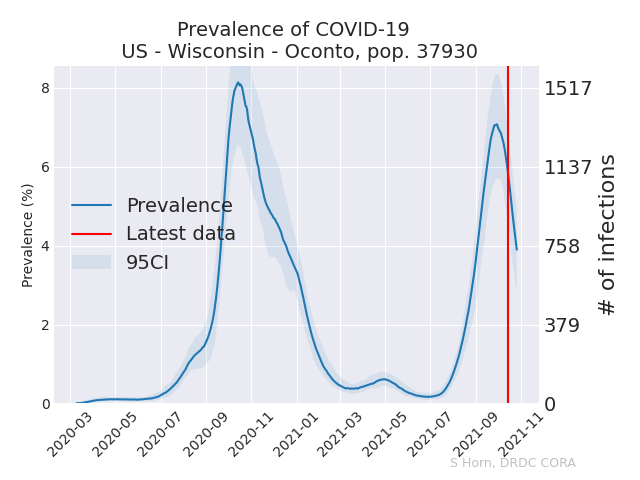 Prevalence of COVID-19
US - Wisconsin - Oconto, pop. 37930
8
6
4
2
0
Prevalence (%)
1517
1137
758
379
0
# of infections
Prevalence
Latest data
95CI
2020-03
2020-05
2020-07
2020-09
2020-11
2021-01
2021-03
2021-05
2021-07
2021-09
2021-11
S Horn, DRDC CORA